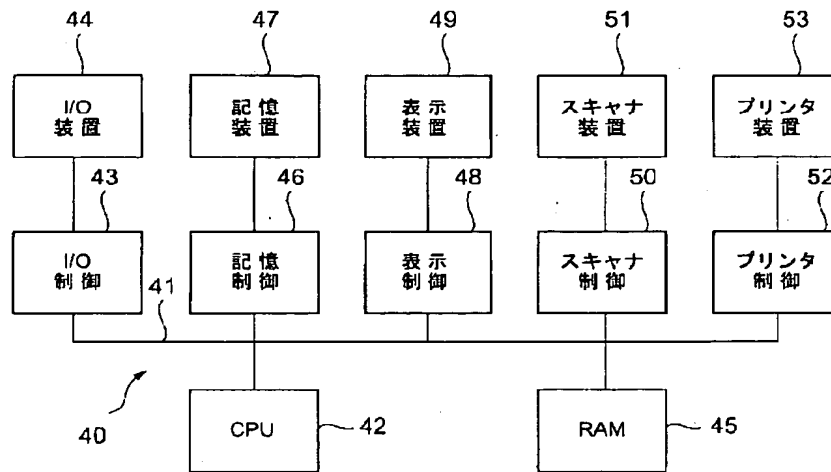 44
47
49
51
53
I/O
装置
記憶
装置
表示
装置
スキャナ
装置
プリンタ
装置
43
46
48
50
52
I/O
制御
記憶
制御
表示
制御
スキャナ
制御
プリンタ
制御
41
40
CPU
42
RAM
45